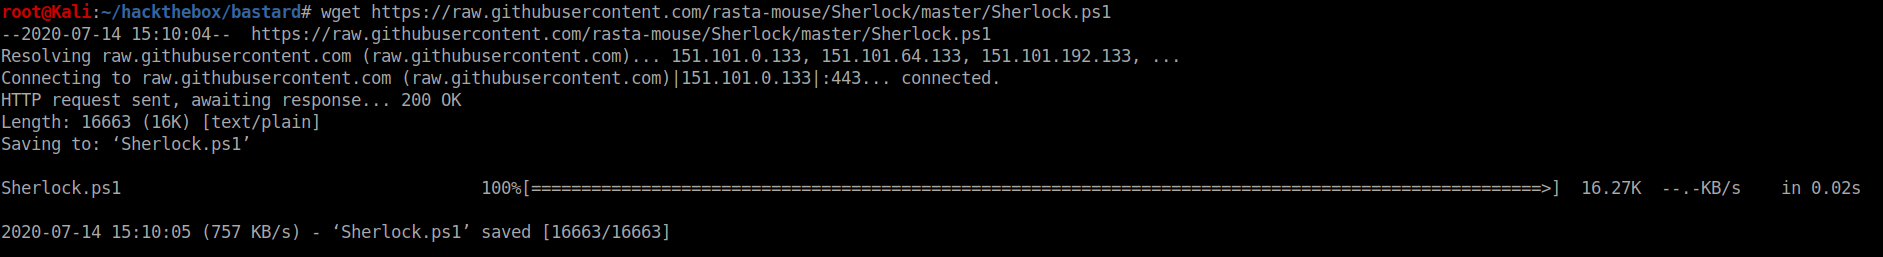 root@Kali:~/hackthebox/bastard# wget https://raw.githubusercontent.com/rasta-mouse/Sherlock/master/Sherlock.ps1
--2020-07-14 15:10:04--  https://raw.githubusercontent.com/rasta-mouse/Sherlock/master/Sherlock.ps1
Resolving raw.githubusercontent.com (raw.githubusercontent.com)... 151.101.0.133, 151.101.64.133, 151.101.192.133, ...
Connecting to raw.githubusercontent.com (raw.githubusercontent.com)|151.101.0.133|:443... connected.
HTTP request sent, awaiting response... 200 OK
Length: 16663 (16K) [text/plain]
Saving to: ‘Sherlock.ps1’
Sherlock.ps1                                    100%[=====================================================================================================>]  16.27K  --.-KB/s    in 0.02s
2020-07-14 15:10:05 (757 KB/s) - ‘Sherlock.ps1’ saved [16663/16663]